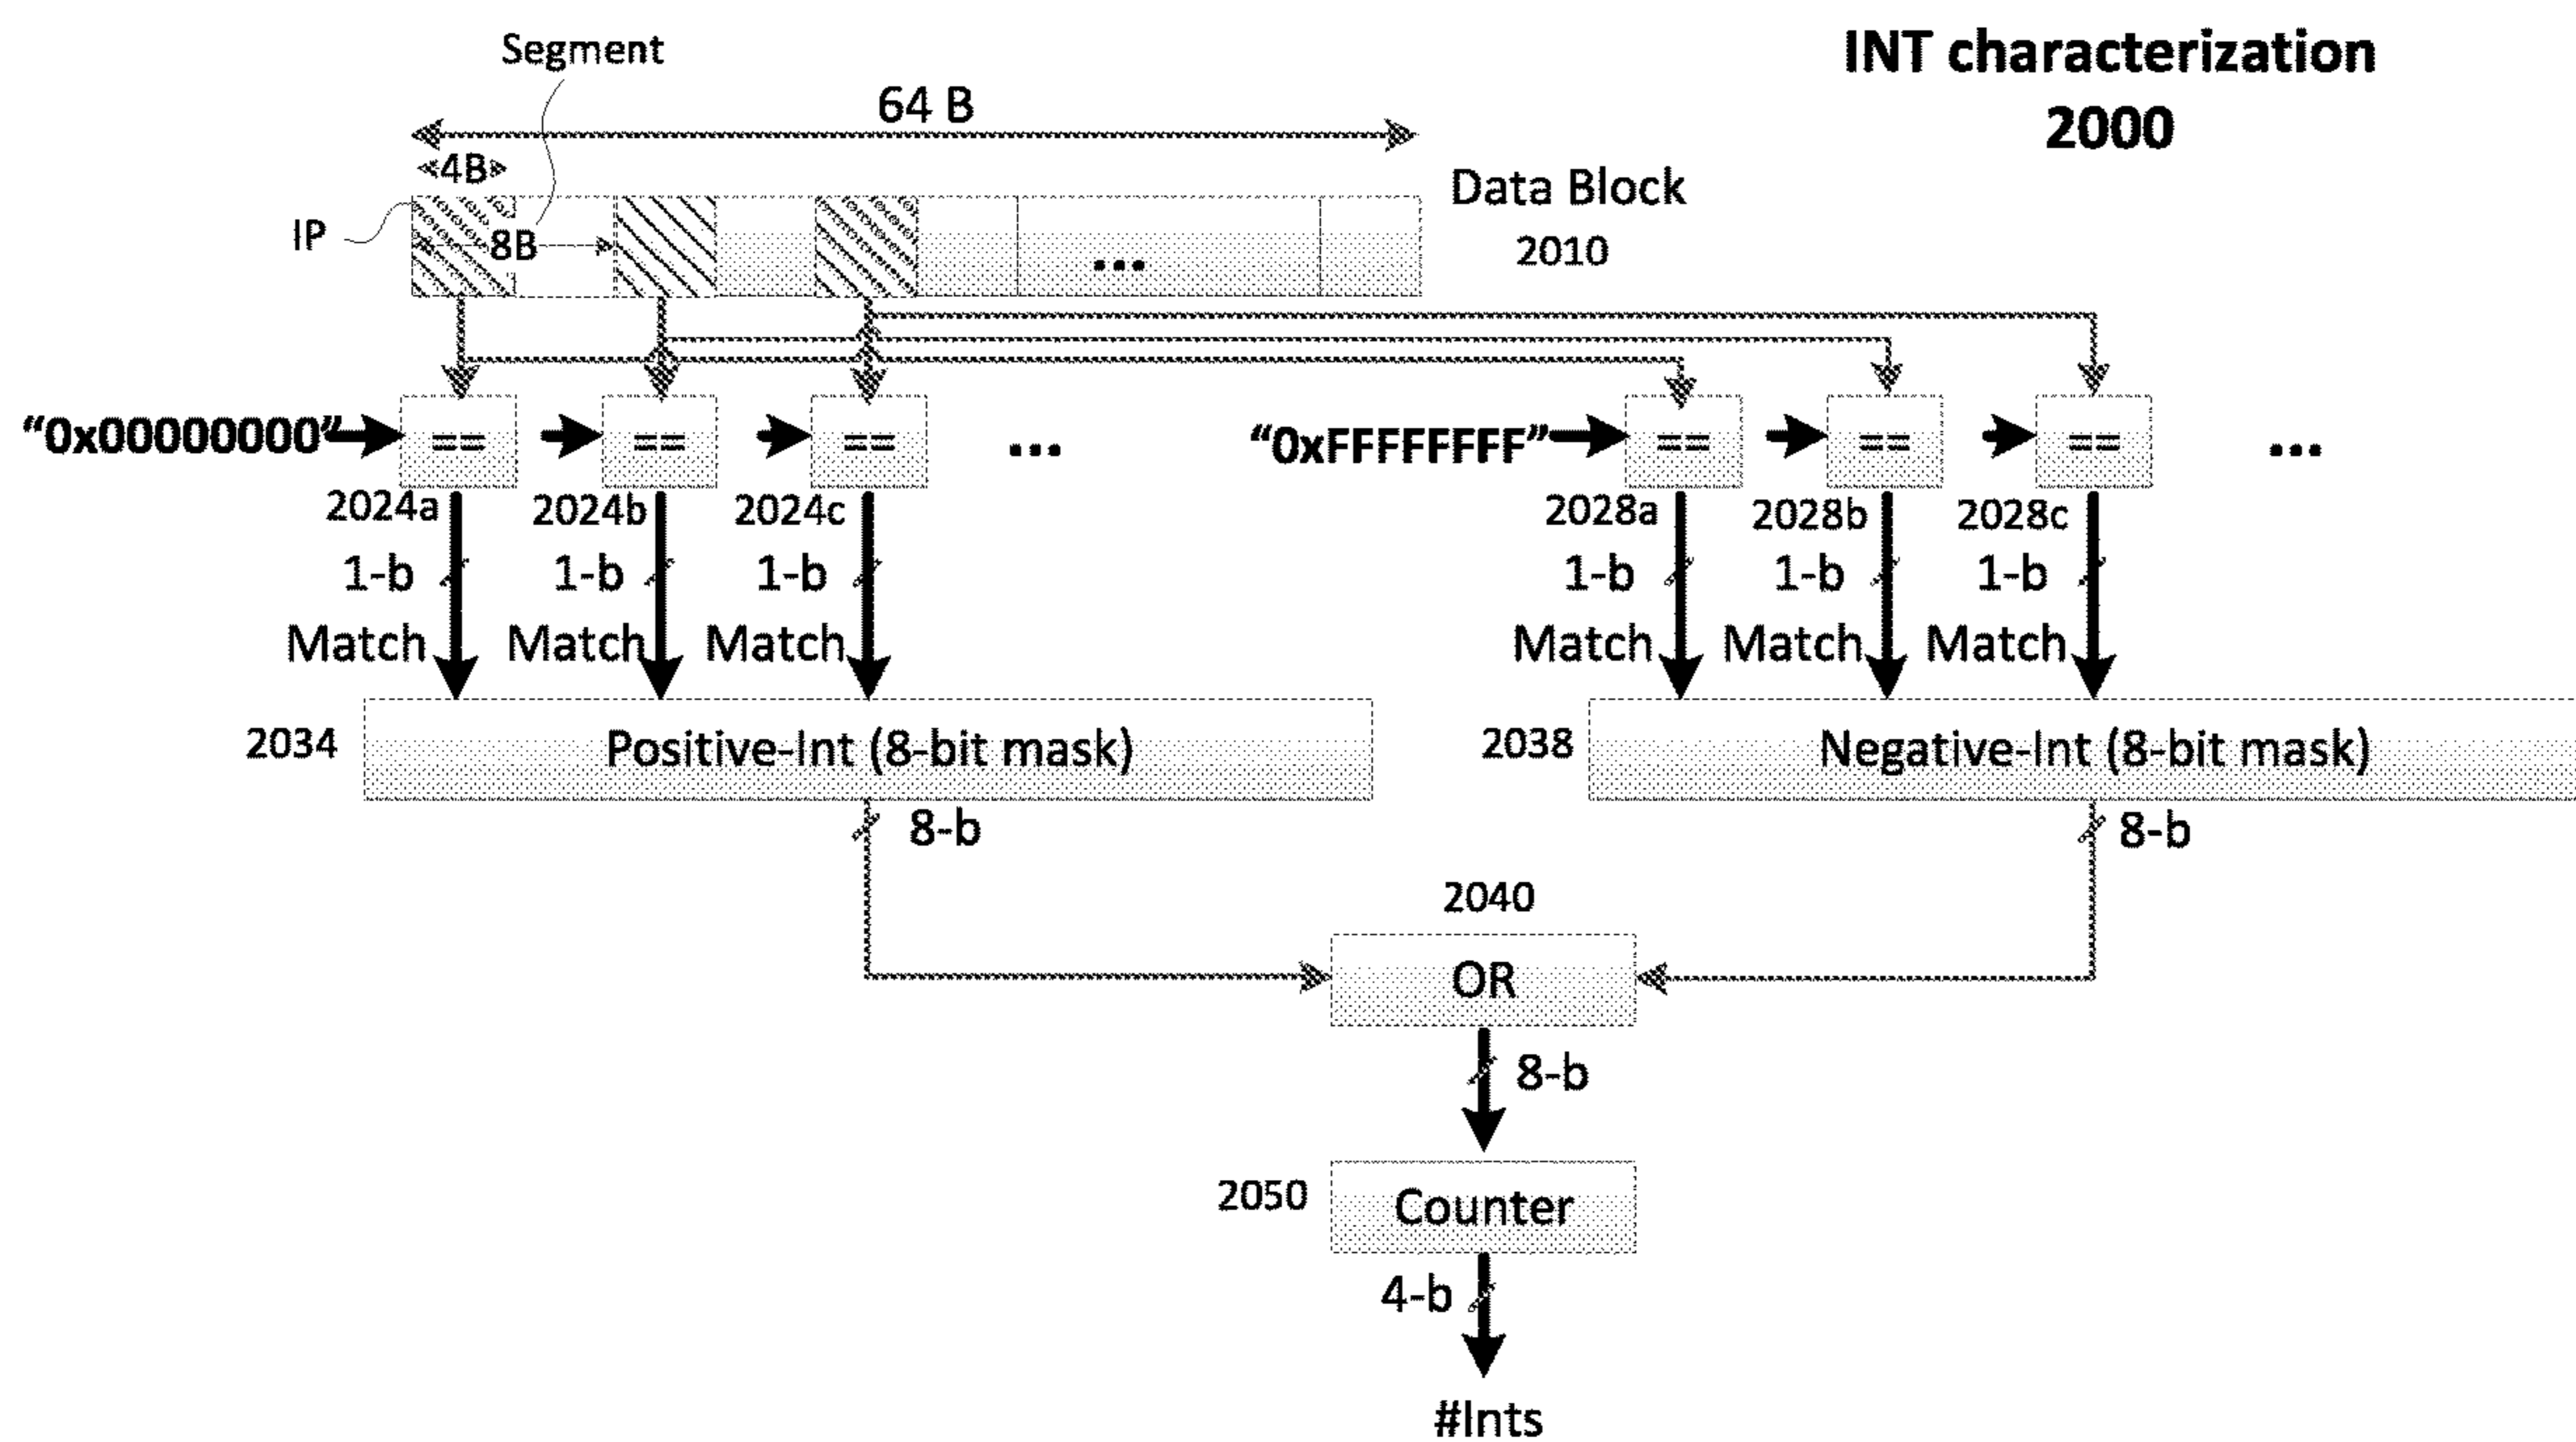 INT characterization
2000
Segment
64 B
4B
Data Block
2010
IP
8B
...
"0x00000000"
==
==
==
...
"0xFFFFFFFF"
==
==
==
...
2024a
2024b
2024c
2028a
2028b
2028c
1-b
1-b
1-b
1-b
1-b
1-b
Match
Match
Match
Match
Match
Match
2034
Positive-Int (8-bit mask)
2038
Negative-Int (8-bit mask)
8-b
8-b
2040
OR
8-b
2050
Counter
4-b
#Ints